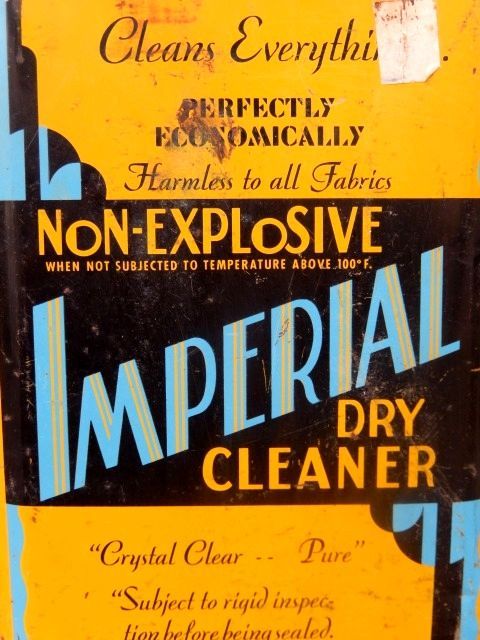 Cleans
PERFECTLY
ECONOMICALLY
Harmless to all Fabrics
NON-EXPLOSIVE
WHEN NOT SUBJECTED TO TEMPERATURE ABOVE 100° F.
IMPERIAL
DRY
CLEANER
"Crystal Clear -- Pure"
"Subject to rigid inspec-
tion before being sealed.